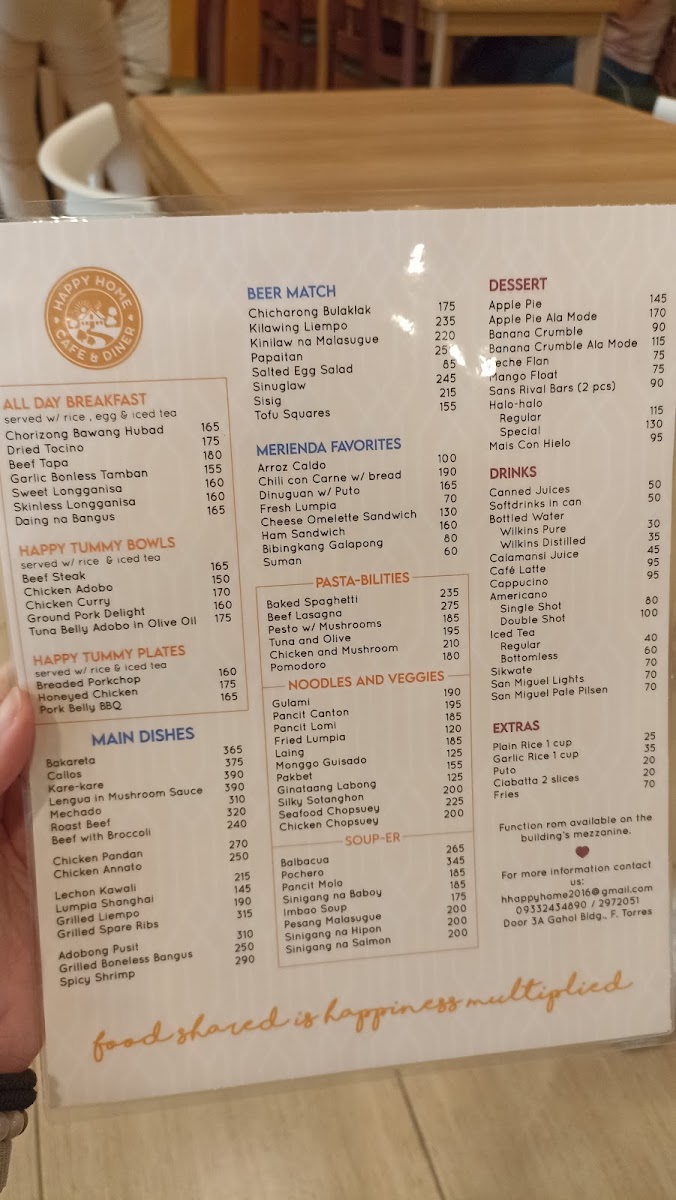 HAPPY HOME
CAFE & DINER
ALL DAY BREAKFAST
served w/ rice , egg & iced tea
Chorizong Bawang Hubad 165
Dried Tocino 175
Beef Tapa 180
Garlic Bonless Tamban 155
Sweet Longganisa 160
Skinless Longganisa 160
Daing na Bangus 165
HAPPY TUMMY BOWLS
served w/ rice & iced tea
Beef Steak 165
Chicken Adobo 150
Chicken Curry 170
Ground Pork Delight 160
Tuna Belly Adobo in Olive Oil 175
HAPPY TUMMY PLATES
served w/ rice & iced tea
Breaded Porkchop 160
Honeyed Chicken 175
Pork Belly BBQ 165
MAIN DISHES
Bakareta 365
Callos 375
Kare-kare 390
Lengua in Mushroom Sauce 390
Mechado 310
Roast Beef 320
Beef with Broccoli 240
Chicken Pandan 270
Chicken Annato 250
Lechon Kawali 215
Lumpia Shanghai 145
Grilled Liempo 190
Grilled Spare Ribs 315
Adobong Pusit 310
Grilled Boneless Bangus 250
Spicy Shrimp 290
BEER MATCH
Chicharong Bulaklak 175
Kilawing Liempo 235
Kinilaw na Malasugue 220
Papaitan
Salted Egg Salad 85
Sinuglaw 245
Sisig 215
Tofu Squares 155
MERIENDA FAVORITES
Arroz Caldo 100
Chili con Carne w/ bread 190
Dinuguan w/ Puto 165
Fresh Lumpia 70
Cheese Omelette Sandwich 130
Ham Sandwich 160
Bibingkang Galapong 80
Suman 60
PASTA-BILITIES
Baked Spaghetti 235
Beef Lasagna 275
Pesto w/ Mushrooms 185
Tuna and Olive 195
Chicken and Mushroom 210
Pomodoro 180
NOODLES AND VEGGIES
Gulami 190
Pancit Canton 195
Pancit Lomi 185
Fried Lumpia 120
Laing 185
Monggo Guisado 125
Pakbet 155
Ginataang Labong 125
Silky Sotanghon 200
Seafood Chopsuey 225
Chicken Chopsuey 200
SOUP-ER
Balbacua 265
Pochero 345
Pancit Molo 185
Sinigang na Baboy 185
Imbao Soup 175
Pesang Malasugue 200
Sinigang na Hipon 200
Sinigang na Salmon 200
DESSERT
Apple Pie 145
Apple Pie Ala Mode 170
Banana Crumble 90
Banana Crumble Ala Mode 115
Leche Flan 75
Mango Float 75
Sans Rival Bars (2 pcs) 90
Halo-halo
Regular 115
Special 130
Mais Con Hielo 95
DRINKS
Canned Juices 50
Softdrinks in can 50
Bottled Water
Wilkins Pure 30
Wilkins Distilled 35
Calamansi Juice 45
Café Latte 95
Cappucino 95
Americano
Single Shot 80
Double Shot 100
Iced Tea
Regular 40
Bottomless 60
Sikwate 70
San Miguel Lights 70
San Miguel Pale Pilsen 70
EXTRAS
Plain Rice 1 cup 25
Garlic Rice 1 cup 35
Puto 20
Ciabatta 2 slices 20
Fries 70
Function rom available on the
building's mezzanine.
For more information contact
us:
hhappyhome2016@gmail.com
09332434890 / 2972051
Door 3A Gahol Bldg., F. Torres
food shared is happiness multiplied